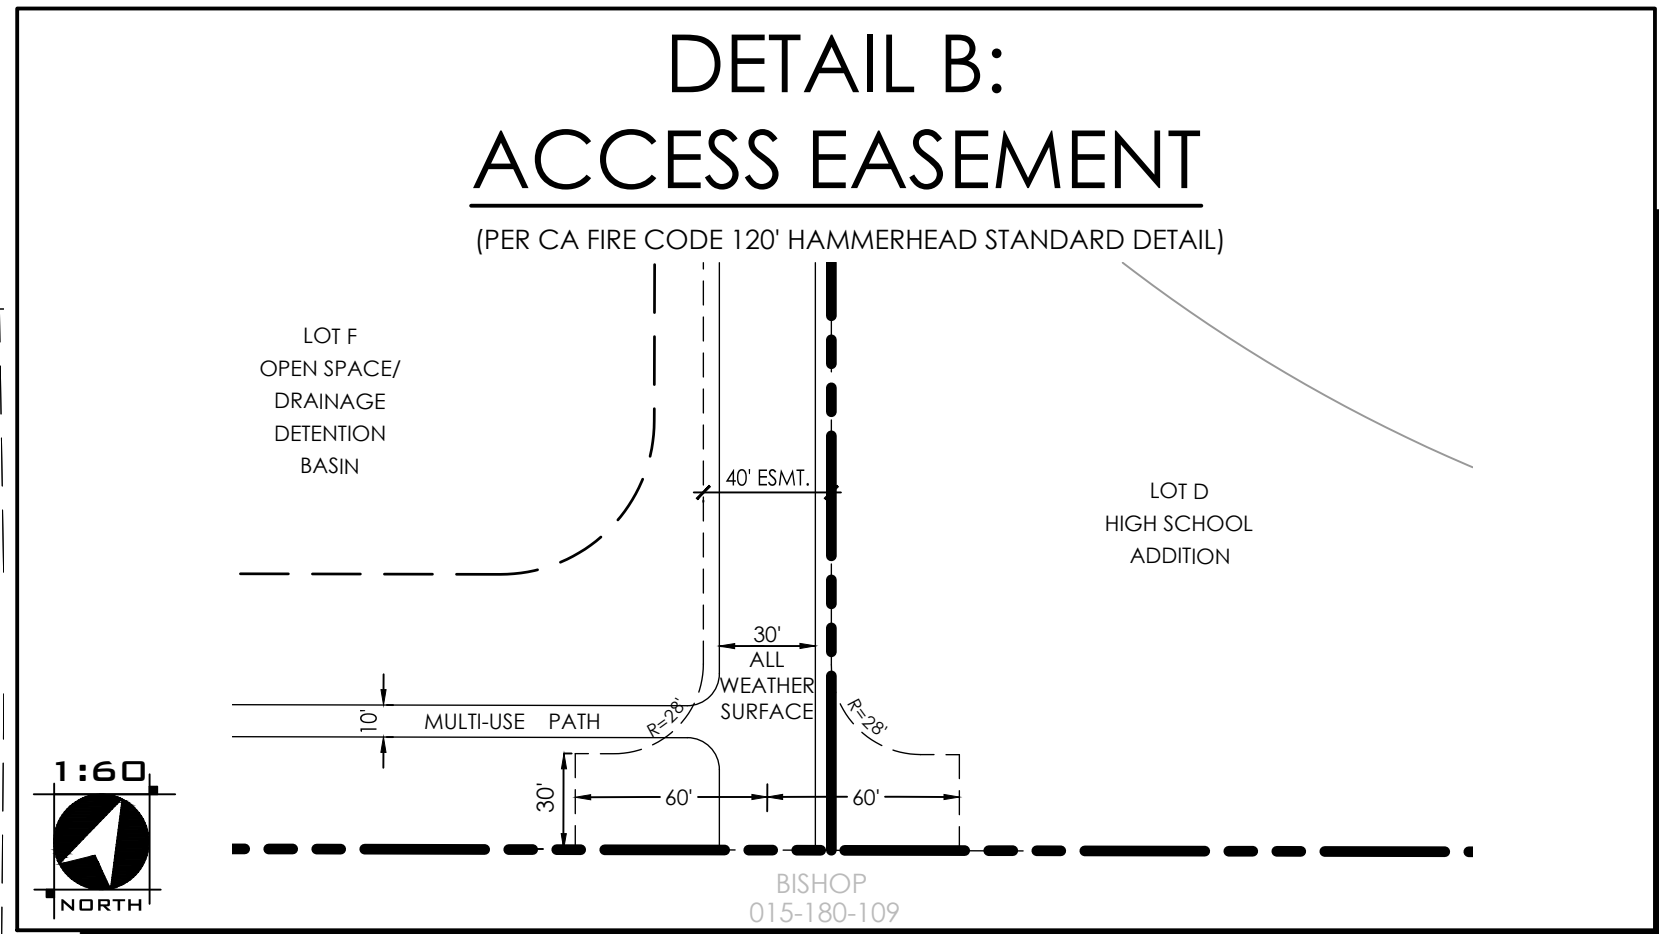 DETAIL B:
ACCESS EASEMENT
(PER CA FIRE CODE 120' HAMMERHEAD STANDARD DETAIL)
LOT F
OPEN SPACE/
DRAINAGE
DETENTION
BASIN
40' ESMT.
LOT D
HIGH SCHOOL
ADDITION
30'
ALL
WEATHER
SURFACE
10'
MULTI-USE PATH
R=28'
R=28'
30'
60'
60'
1:60
NORTH
BISHOP
015-180-109